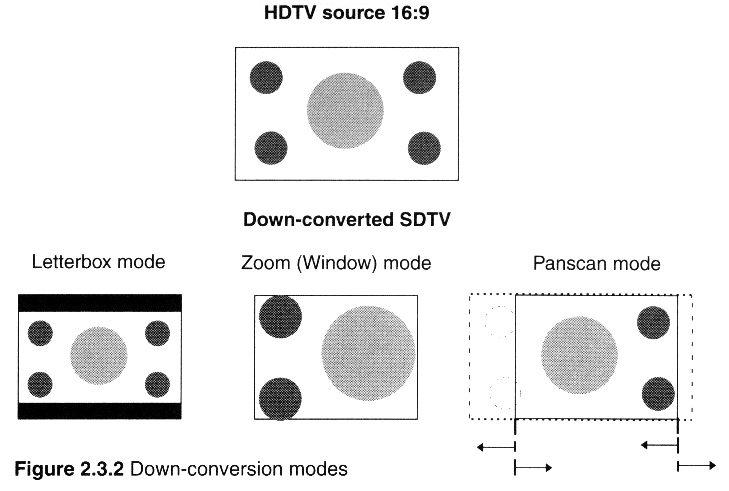 HDTV source 16:9
Down-converted SDTV
Letterbox mode
Zoom (Window) mode
Panscan mode
Figure 2.3.2 Down-conversion modes